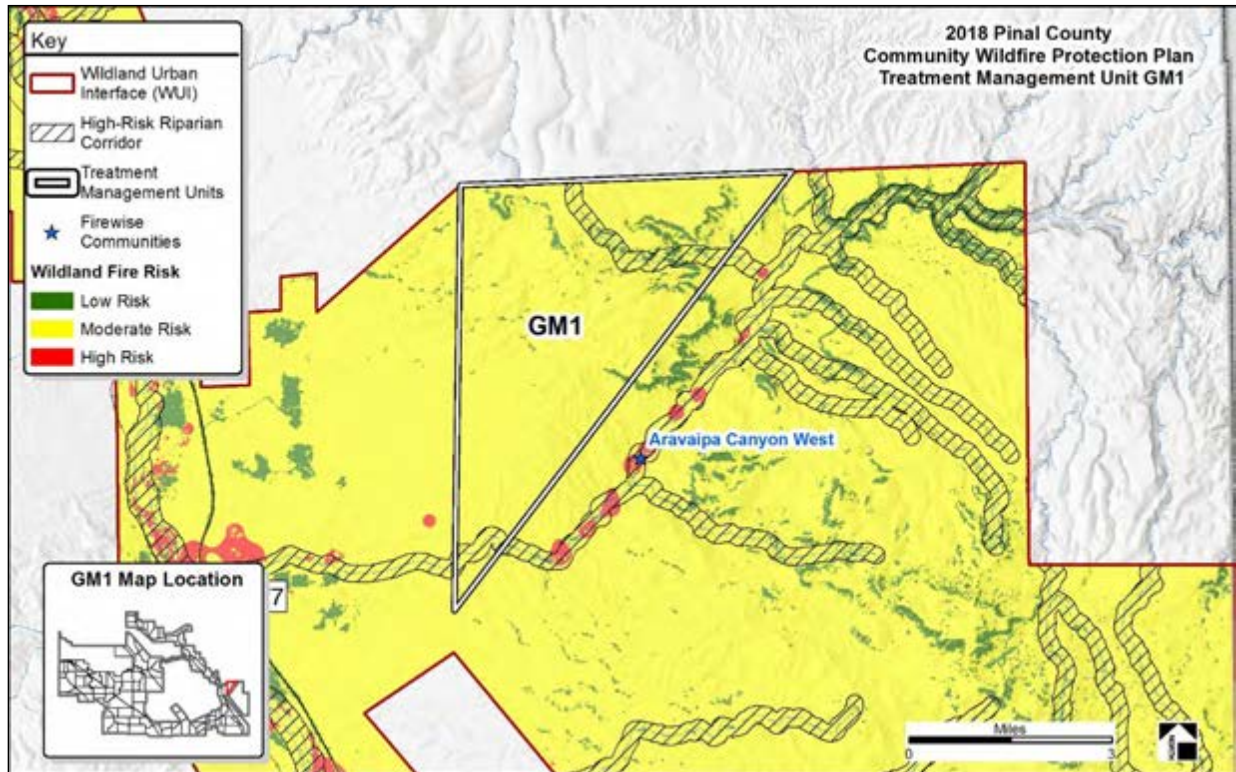 Key
Wildland Urban
Interface (WUI)
High-Risk Riparian
Corridor
Treatment
Management Units
Firewise
Communities
Wildland Fire Risk
Low Risk
Moderate Risk
High Risk
2018 Pinal County
Community Wildfire Protection Plan
Treatment Management Unit GM1
GM1
Aravaipa Canyon West
GM1 Map Location
7
Miles
0 3